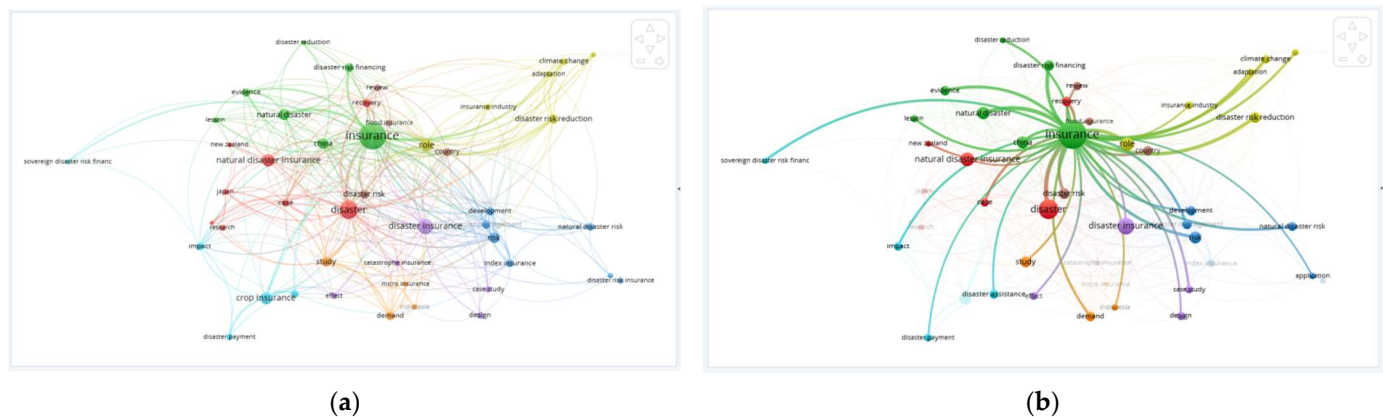 disaster reduction
climate change
disaster risk financing
adaptation
review
evidence
recovery
insurance industry
natural disaster
lesson
flood insurance
disaster risk reduction
insurance
new zealand
china
role
country
sovereign disaster risk financ
natural disaster insurance
japan
disaster risk
case
disaster
development
research
disaster insurance
natural disaster risk
risk
impact
study
catastrophe insurance
index insurance
disaster risk insurance
micro insurance
case study
crop insurance
effect
indonesia
demand
design
disaster payment
(a)
disaster reduction
climate change
disaster risk financing
adaptation
review
evidence
recovery
insurance industry
natural disaster
lesson
flood insurance
disaster risk reduction
insurance
new zealand
china
role
country
sovereign disaster risk financ
natural disaster insurance
japan
disaster risk
case
disaster
development
research
disaster insurance
natural disaster risk
risk
impact
study
catastrophe insurance
index insurance
application
micro insurance
case study
disaster assistance
effect
indonesia
demand
design
disaster payment
(b)